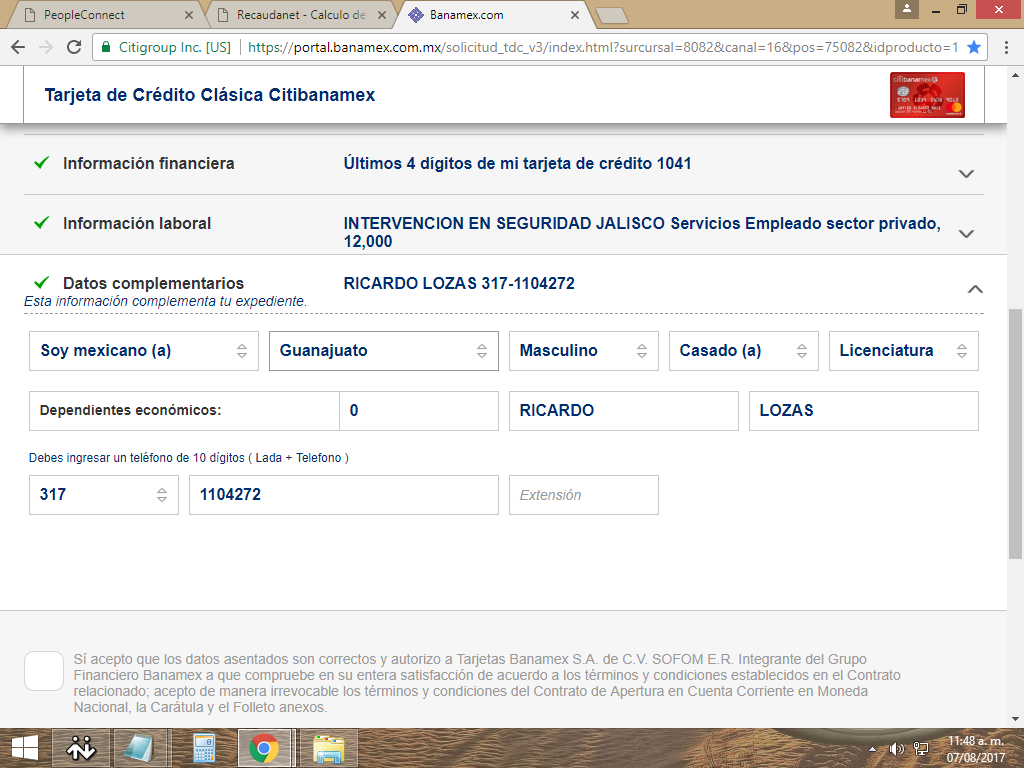 PeopleConnect
Recaudanet - Calculo de
Banamex.com
Citigroup Inc. [US]
https://portal.banamex.com.mx/solicitud_tdc_v3/index.html?surcursal=8082&canal=16&pos=75082&idproducto=1
Tarjeta de Crédito Clásica Citibanamex
citibanamex
Información financiera
Últimos 4 dígitos de mi tarjeta de crédito 1041
Información laboral
INTERVENCION EN SEGURIDAD JALISCO Servicios Empleado sector privado,
12,000
Datos complementarios
RICARDO LOZAS 317-1104272
Esta información complementa tu expediente.
Soy mexicano (a)
Guanajuato
Masculino
Casado (a)
Licenciatura
Dependientes económicos:
0
RICARDO
LOZAS
Debes ingresar un teléfono de 10 dígitos ( Lada + Telefono )
317
1104272
Extensión
Sí acepto que los datos asentados son correctos y autorizo a Tarjetas Banamex S.A. de C.V. SOFOM E.R. Integrante del Grupo
Financiero Banamex a que compruebe en su entera satisfacción de acuerdo a los términos y condiciones establecidos en el Contrato
relacionado; acepto de manera irrevocable los términos y condiciones del Contrato de Apertura en Cuenta Corriente en Moneda
Nacional, la Carátula y el Folleto anexos.
11:48 a. m.
07/08/2017